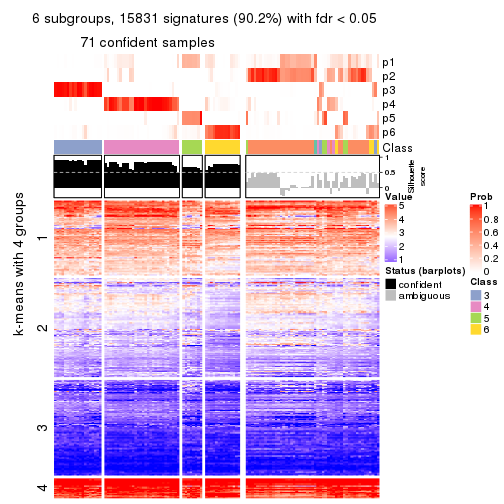 6 subgroups, 15831 signatures (90.2%) with fdr < 0.05
71 confident samples
p1
p2
p3
p4
p5
p6
Class
1
0.5
0
Silhouette
score
k-means with 4 groups
1
2
3
4
Value
5
4
3
2
1
Status (barplots)
confident
ambiguous
Prob
1
0.8
0.6
0.4
0.2
0
Class
3
4
5
6